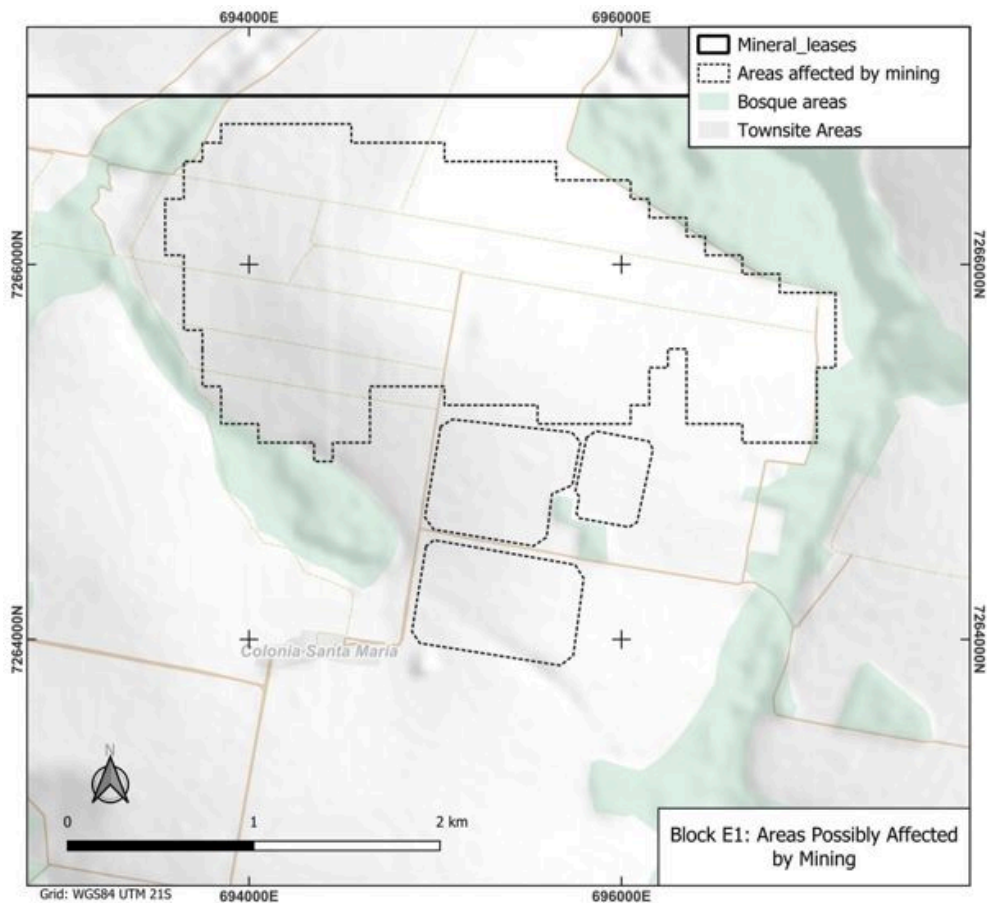 694000E
696000E
Mineral_leases
Areas affected by mining
Bosque areas
Townsite Areas
7266000N
7266000N
7264000N
7264000N
Colonia Santa Maria
N
0
1
2 km
Block E1: Areas Possibly Affected
by Mining
Grid: WGS84 UTM 21S
694000E
696000E